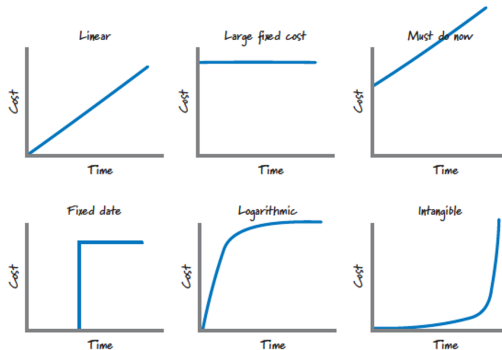 Linear
Large fixed cost
Must do now
Cost
Time
Cost
Time
Cost
Time
Fixed date
Logarithmic
Intangible
Cost
Time
Cost
Time
Cost
Time